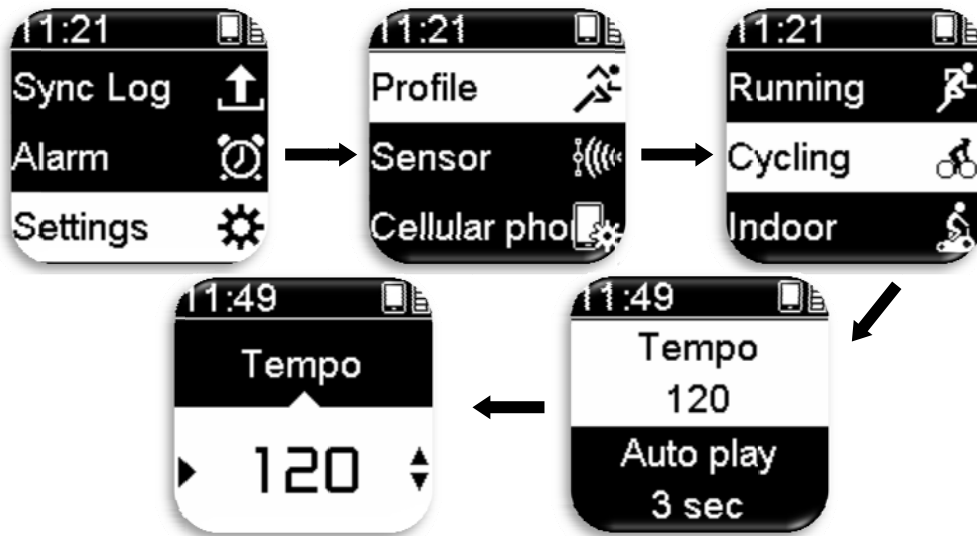 11:21
Sync Log
Alarm
Settings
11:21
Profile
Sensor
Cellular pho
11:21
Running
Cycling
Indoor
11:49
Tempo
120
Auto play
3 sec
11:49
Tempo
120